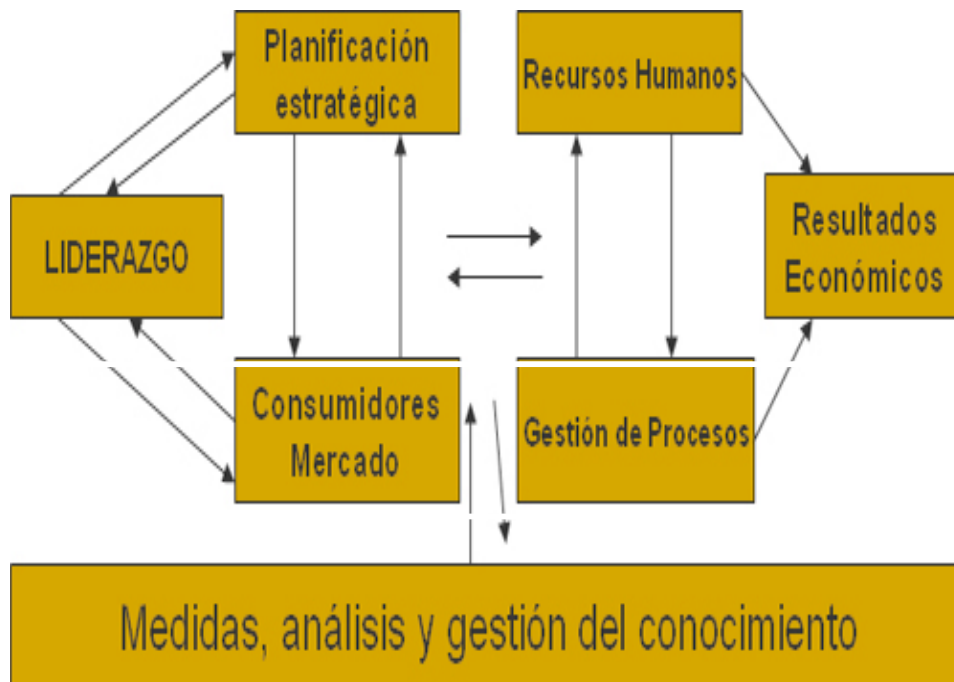 Planificación
estratégica
Recursos Humanos
LIDERAZGO
Resultados
Económicos
Consumidores
Mercado
Gestión de Procesos
Medidas, análisis y gestión del conocimiento